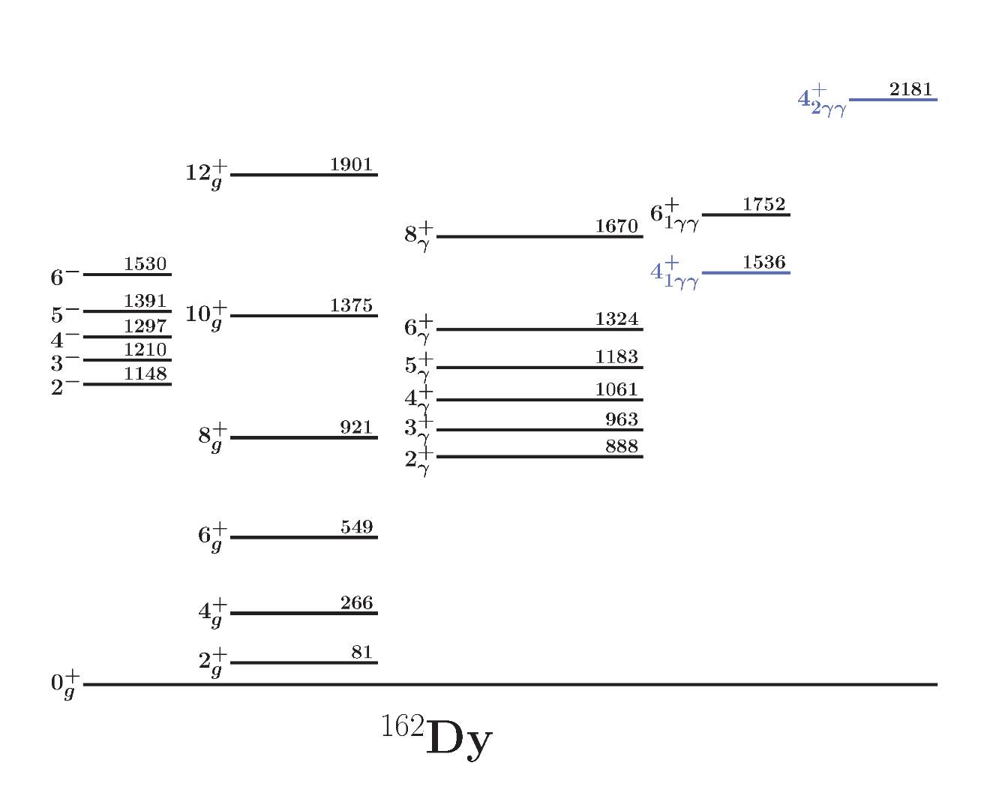 4⁺₂γγ 2181
12⁺g 1901
6⁺₁γγ 1752
8⁺γ 1670
4⁺₁γγ 1536
6⁻ 1530
5⁻ 1391
10⁺g 1375
6⁺γ 1324
4⁻ 1297
3⁻ 1210
5⁺γ 1183
2⁻ 1148
4⁺γ 1061
3⁺γ 963
8⁺g 921
2⁺γ 888
6⁺g 549
4⁺g 266
2⁺g 81
0⁺g
¹⁶²Dy